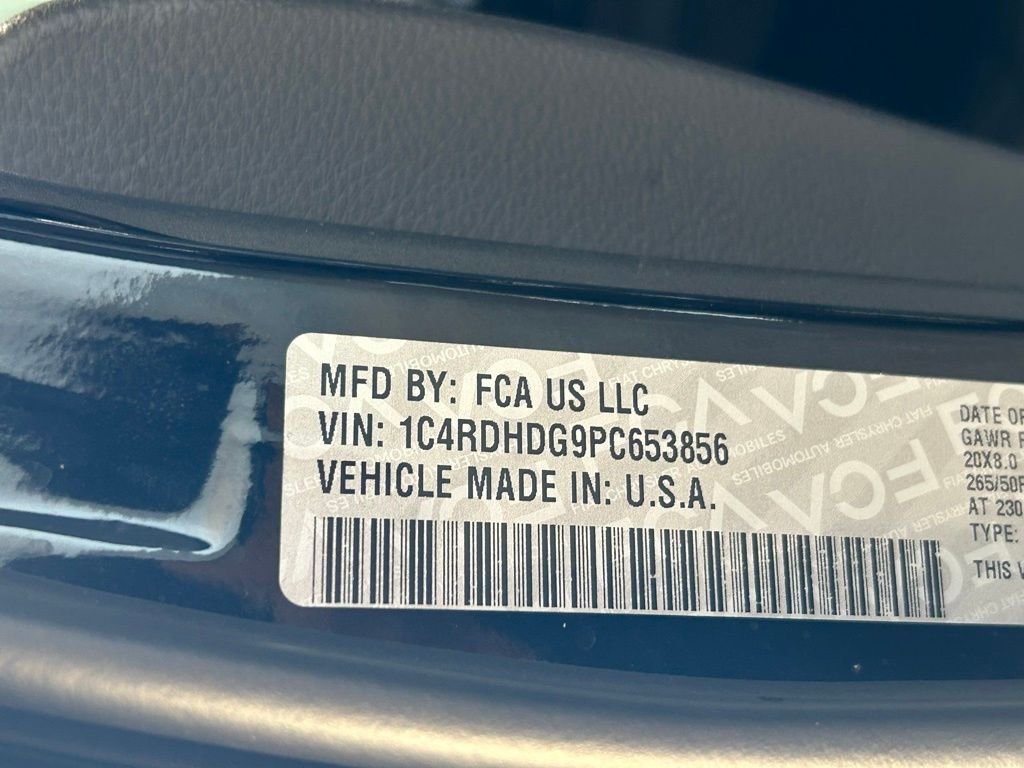 MFD BY: FCA US LLC
VIN: 1C4RDHDG9PC653856
VEHICLE MADE IN: U.S.A.
DATE OF
GAWR F
20X8.0
265/50R
AT 230
TYPE:
THIS V